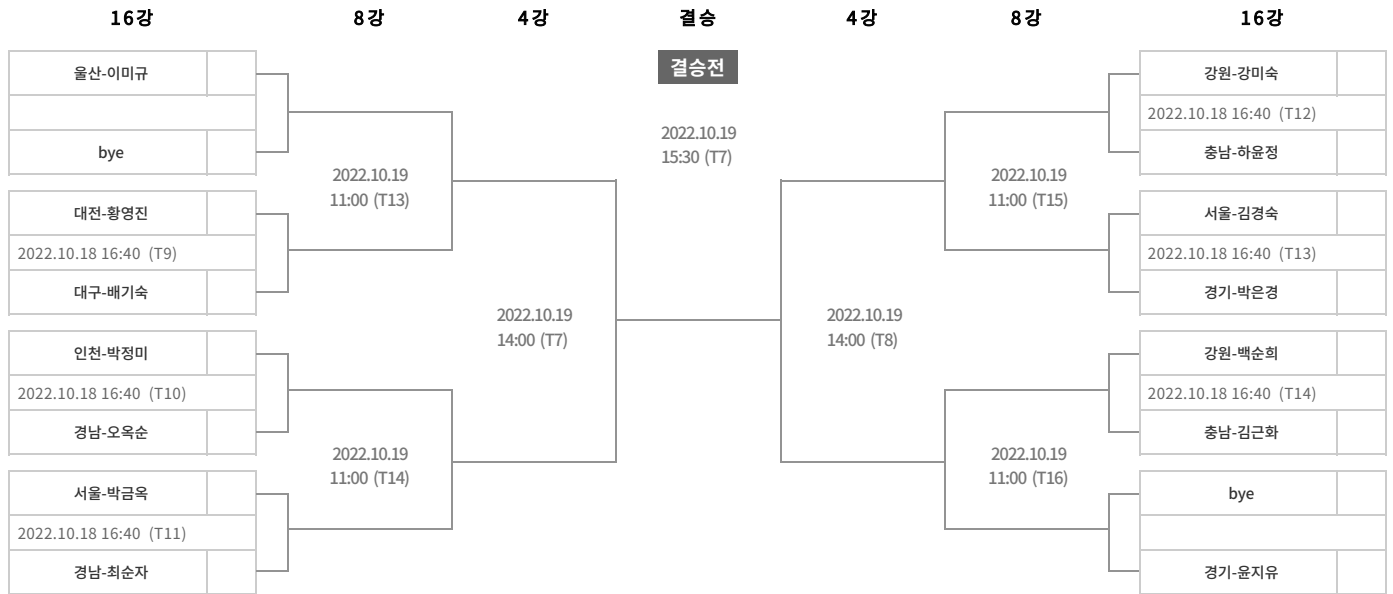 16강 8강 4강 결승 4강 8강 16강
결승전
울산-이미규
bye
대전-황영진
2022.10.18 16:40 (T9)
대구-배기숙
인천-박정미
2022.10.18 16:40 (T10)
경남-오옥순
서울-박금옥
2022.10.18 16:40 (T11)
경남-최순자
2022.10.19
11:00 (T13)
2022.10.19
11:00 (T14)
2022.10.19
14:00 (T7)
2022.10.19
15:30 (T7)
2022.10.19
14:00 (T8)
2022.10.19
11:00 (T15)
2022.10.19
11:00 (T16)
강원-강미숙
2022.10.18 16:40 (T12)
충남-하윤정
서울-김경숙
2022.10.18 16:40 (T13)
경기-박은경
강원-백순희
2022.10.18 16:40 (T14)
충남-김근화
bye
경기-윤지유